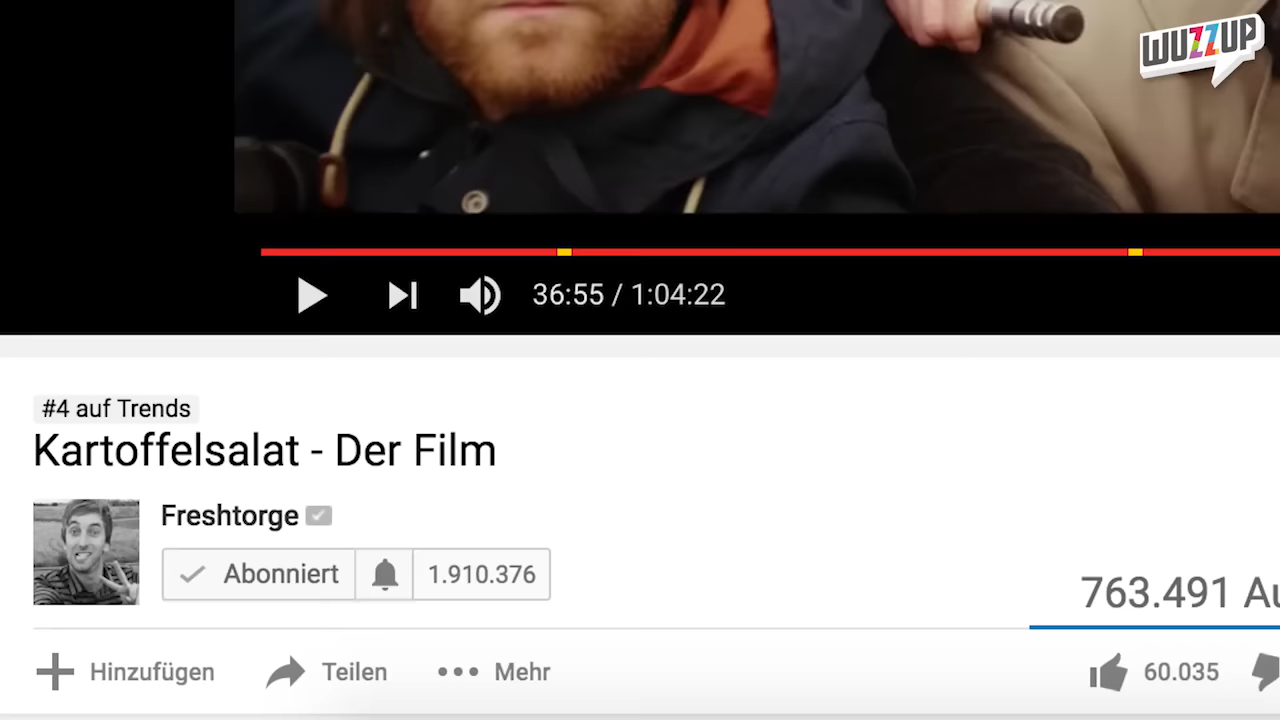 WUZZUP
36:55 / 1:04:22
#4 auf Trends
Kartoffelsalat - Der Film
Freshtorge
Abonniert 1.910.376
763.491 Au
Hinzufügen Teilen Mehr 60.035